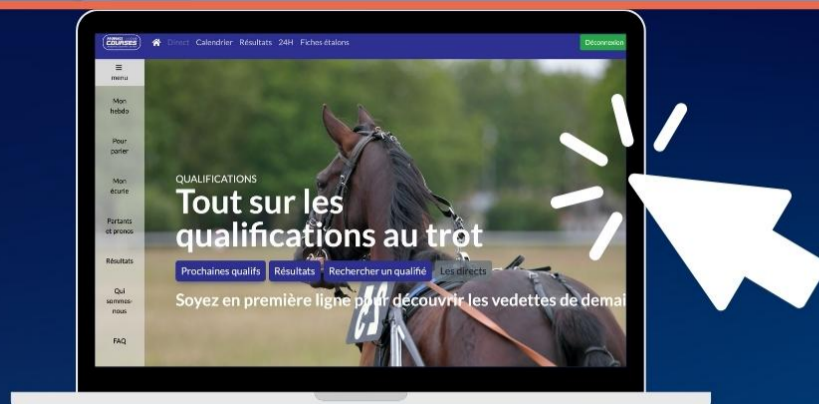 COURSES
Direct Calendrier Résultats 24H Fiches étalons
Déconnexion
menu
Mon
hebdo
Pour
parier
Mon
écurie
Partants
et pronos
Résultats
Qui
sommes-
nous
FAQ
QUALIFICATIONS
Tout sur les
qualifications au trot
Prochaines qualifs Résultats Rechercher un qualifié Les directs
Soyez en première ligne pour découvrir les vedettes de demai